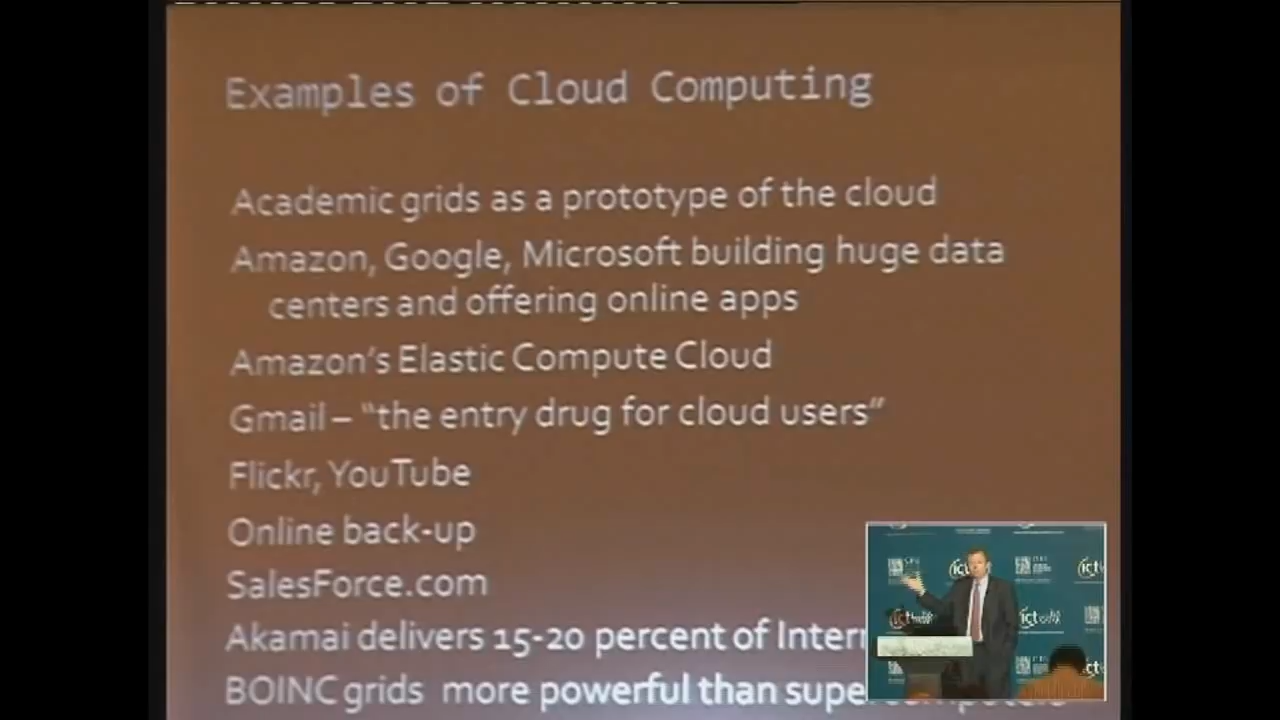 Examples of Cloud Computing
Academic grids as a prototype of the cloud
Amazon, Google, Microsoft building huge data
centers and offering online apps
Amazon's Elastic Compute Cloud
Gmail – "the entry drug for cloud users"
Flickr, YouTube
Online back-up
SalesForce.com
Akamai delivers 15-20 percent of Intern
BOINC grids more powerful than supercomputers